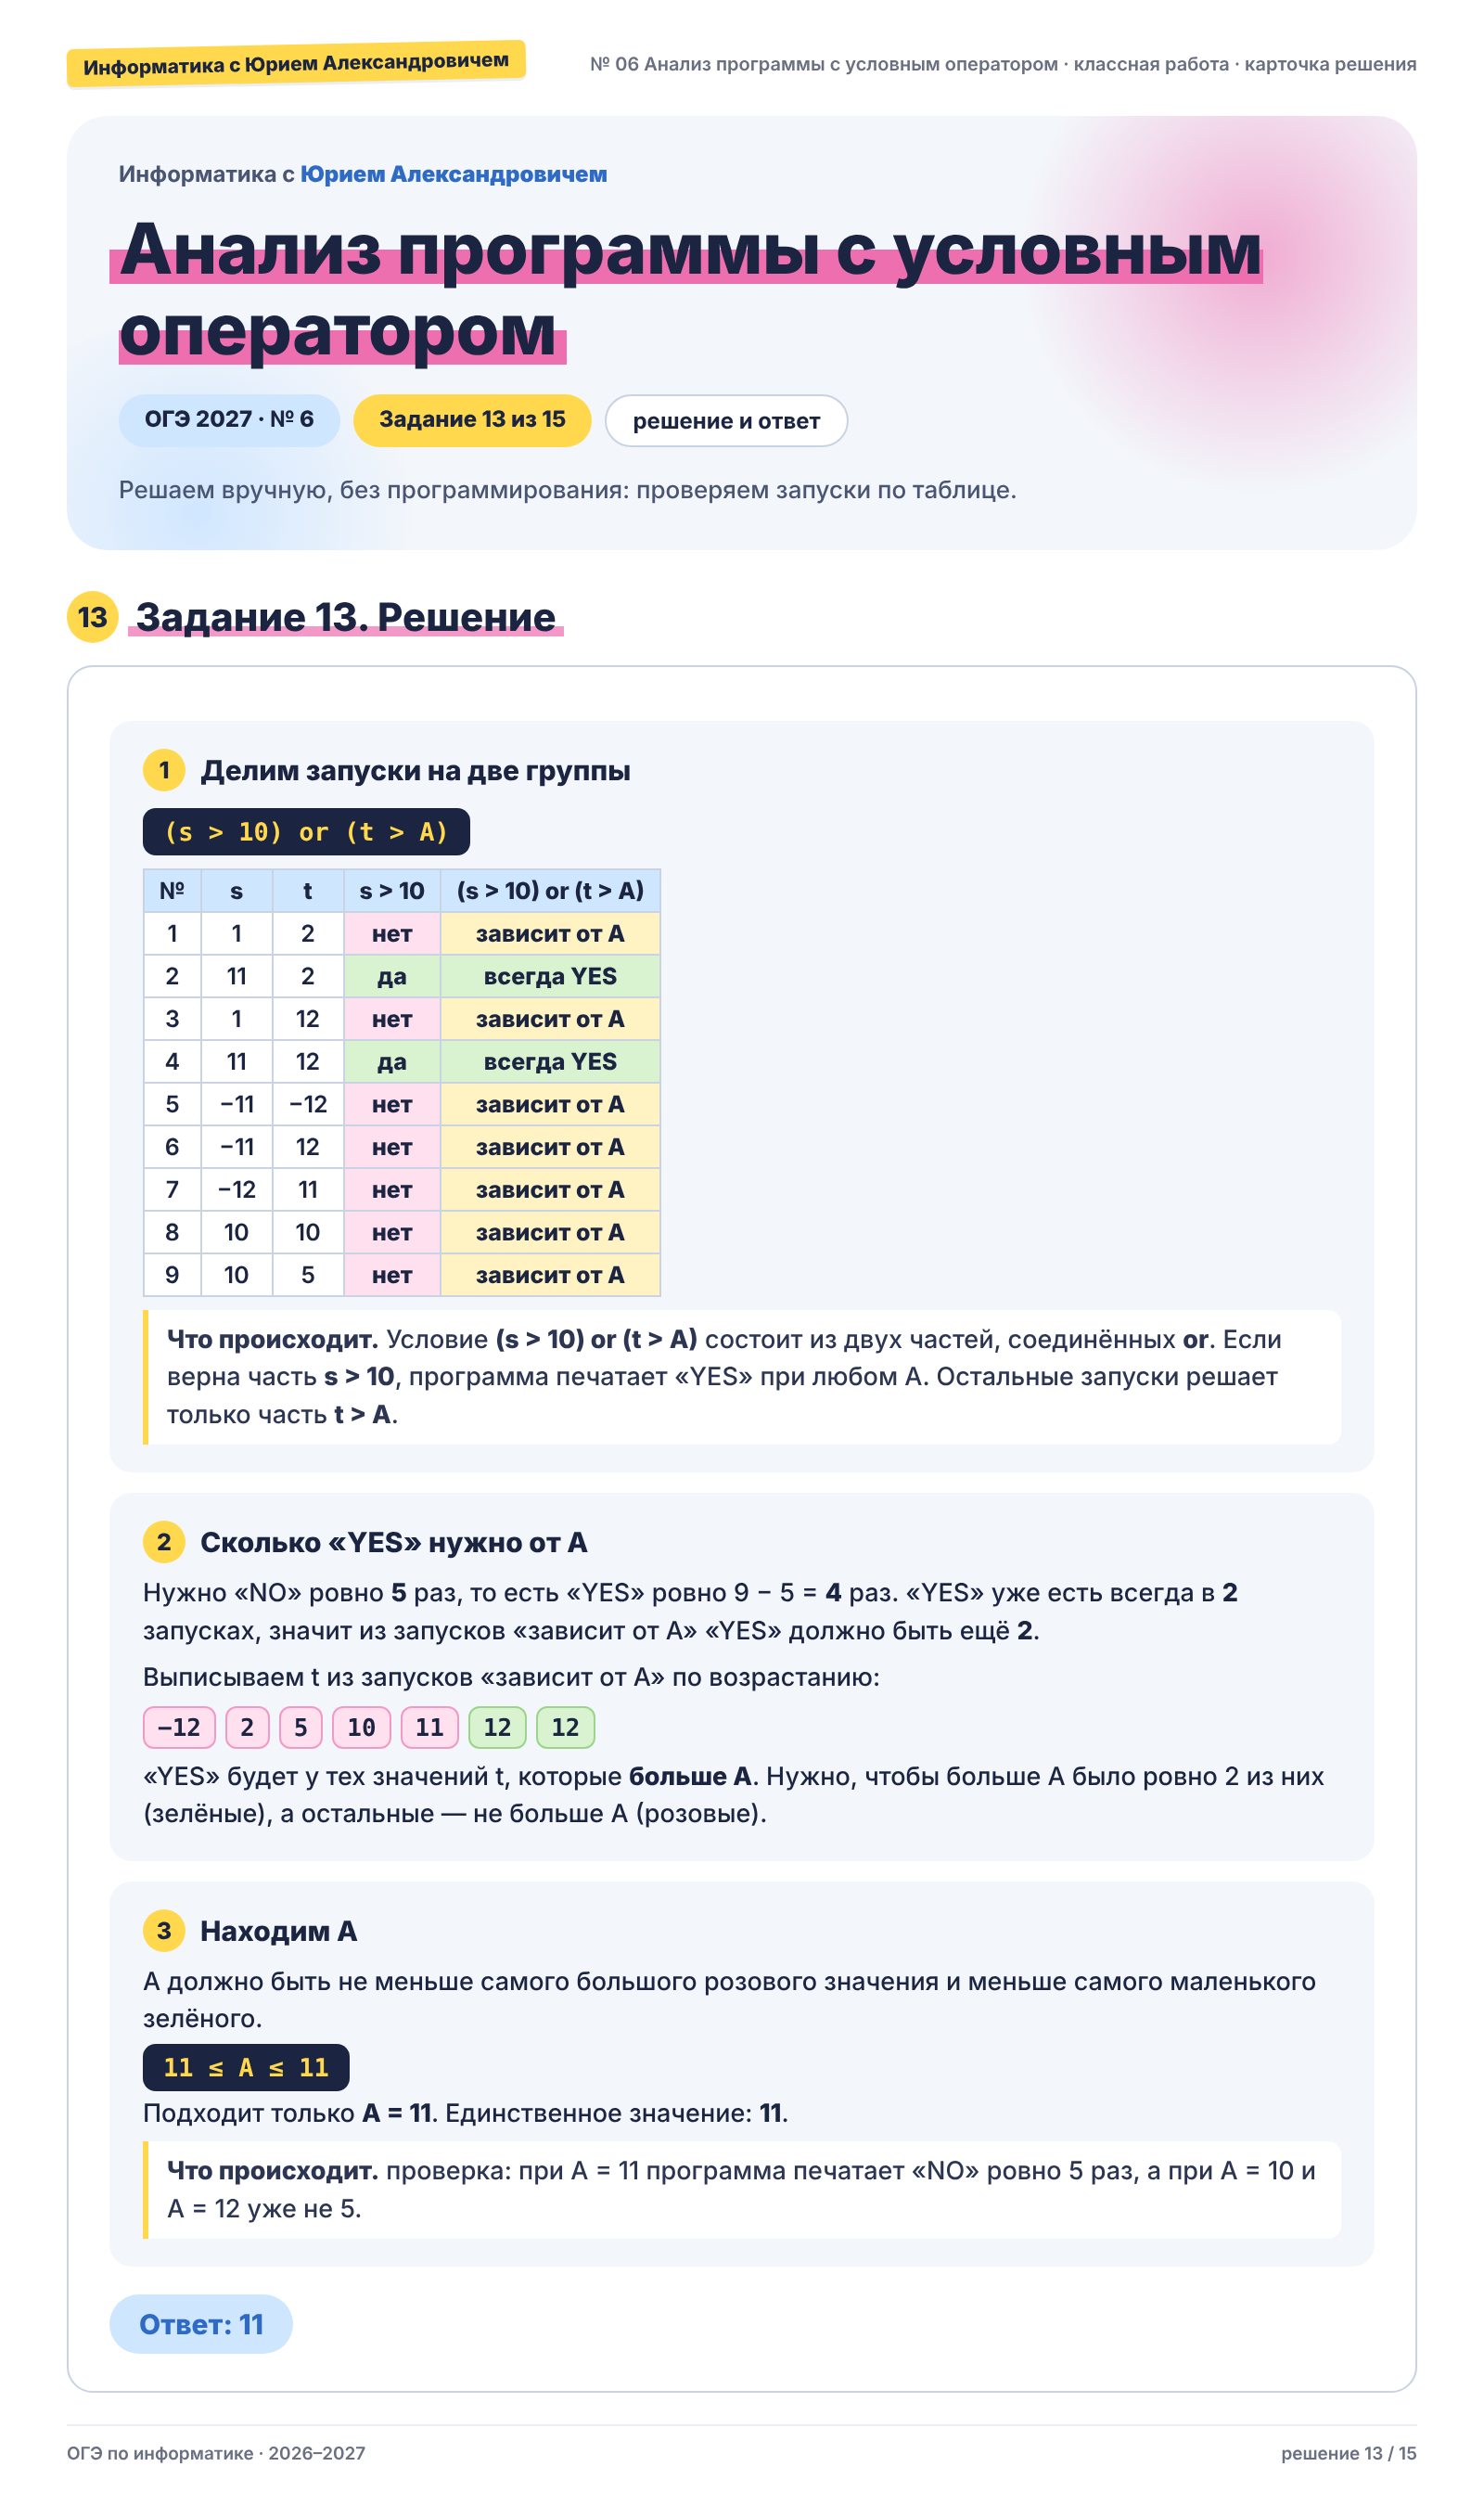 Информатика с Юрием Александровичем
№ 06 Анализ программы с условным оператором · классная работа · карточка решения
Информатика с Юрием Александровичем
Анализ программы с условным
оператором
ОГЭ 2027 · № 6
Задание 13 из 15
решение и ответ
Решаем вручную, без программирования: проверяем запуски по таблице.
13 Задание 13. Решение
1 Делим запуски на две группы
(s > 10) or (t > A)
№ s t s > 10 (s > 10) or (t > A)
1 1 2 нет зависит от А
2 11 2 да всегда YES
3 1 12 нет зависит от А
4 11 12 да всегда YES
5 −11 −12 нет зависит от А
6 −11 12 нет зависит от А
7 −12 11 нет зависит от А
8 10 10 нет зависит от А
9 10 5 нет зависит от А
Что происходит. Условие (s > 10) or (t > A) состоит из двух частей, соединённых or. Если
верна часть s > 10, программа печатает «YES» при любом А. Остальные запуски решает
только часть t > A.
2 Сколько «YES» нужно от А
Нужно «NO» ровно 5 раз, то есть «YES» ровно 9 − 5 = 4 раз. «YES» уже есть всегда в 2
запусках, значит из запусков «зависит от А» «YES» должно быть ещё 2.
Выписываем t из запусков «зависит от А» по возрастанию:
−12 2 5 10 11 12 12
«YES» будет у тех значений t, которые больше А. Нужно, чтобы больше А было ровно 2 из них
(зелёные), а остальные — не больше А (розовые).
3 Находим А
А должно быть не меньше самого большого розового значения и меньше самого маленького
зелёного.
11 ≤ A ≤ 11
Подходит только А = 11. Единственное значение: 11.
Что происходит. проверка: при А = 11 программа печатает «NO» ровно 5 раз, а при А = 10 и
А = 12 уже не 5.
Ответ: 11
ОГЭ по информатике · 2026–2027
решение 13 / 15